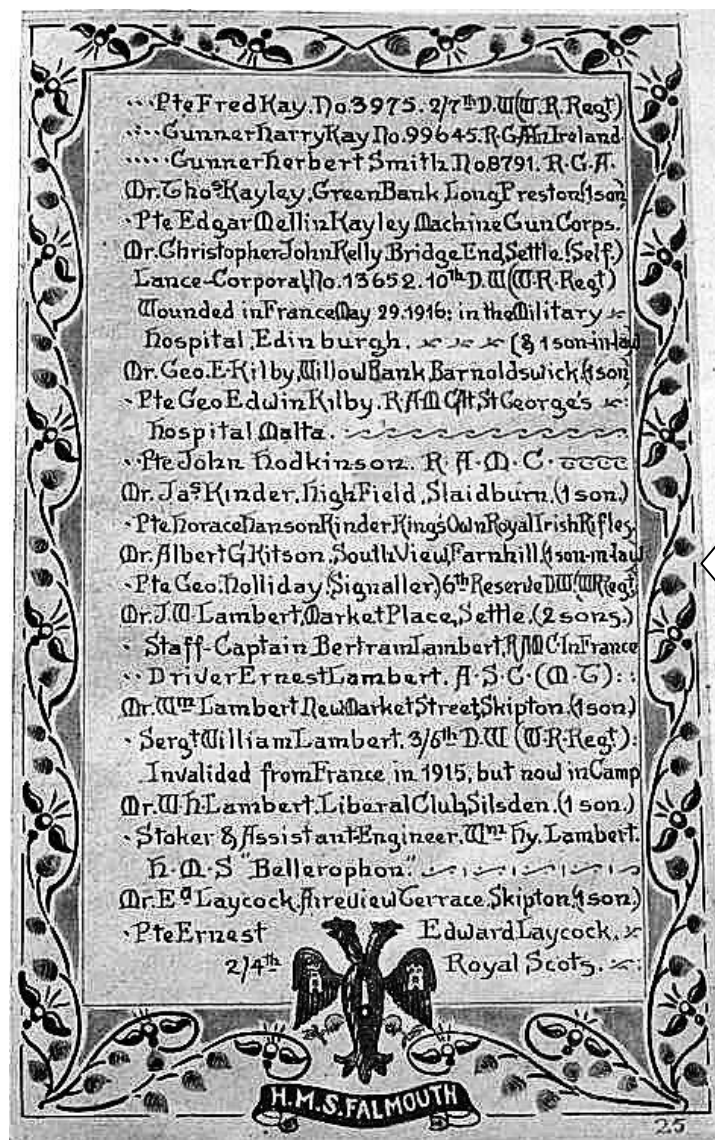 Pte Fred Kay. No. 3975. 2/7th D.W. (W.R. Regt)
Gunner Harry Kay No. 99645. R.G.A. In Ireland.
Gunner Herbert Smith. No. 8791. R.G.A.
Mr. Thos Kayley, Green Bank, Long Preston. (1 son)
Pte Edgar Mellin Kayley. Machine Gun Corps.
Mr. Christopher John Kelly, Bridge End, Settle. (Self.)
Lance-Corporal, No. 13652. 10th D.W. (W.R. Regt)
Wounded in France May 29. 1916; in the Military
Hospital, Edinburgh. (& 1 son-in-law
Mr. Geo. E. Kilby, Willow Bank, Barnoldswick, (1 son)
Pte Geo Edwin Kilby. R.A.M.C. At, St George's
Hospital Malta.
Pte John Hodkinson. R.A.M.C.
Mr. Jas Kinder, High Field, Slaidburn. (1 son.)
Pte Horace Hanson Kinder King's Own Royal Irish Rifles.
Mr. Albert G. Kitson, South View, Farnhill. (1 son-in-law
Pte Geo. Holliday. (Signaller) 6th Reserve D.W. (W.R. Regt)
Mr. J.W. Lambert, Market Place, Settle. (2 sons.)
Staff-Captain Bertram Lambert, R.A.M.C. In France
Driver Ernest Lambert. A.S.C. (M.T.)
Mr. Wm Lambert New Market Street, Skipton. (1 son)
Sergt William Lambert. 3/6th D.W. (W.R. Regt)
Invalided from France in 1915, but now in Camp
Mr. W.H. Lambert. Liberal Club, Silsden. (1 son.)
Stoker & Assistant-Engineer. Wm Hy. Lambert.
H.M.S "Bellerophon."
Mr. Ed Laycock, Aireview Terrace, Skipton, (1 son.)
Pte Ernest Edward Laycock.
2/4th Royal Scots.
H.M.S. FALMOUTH
25